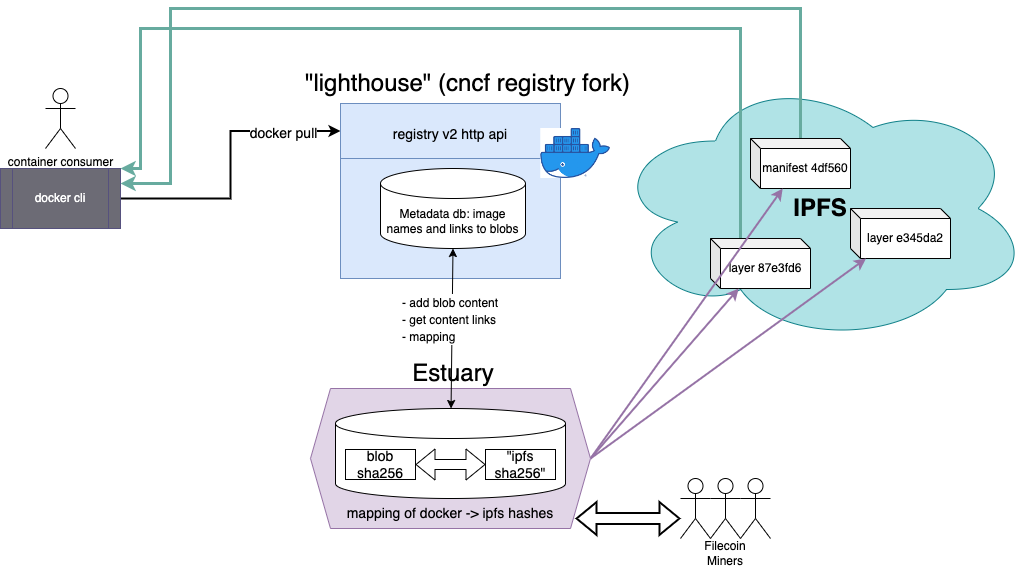 "lighthouse" (cncf registry fork)
container consumer
docker cli
docker pull
registry v2 http api
Metadata db: image
names and links to blobs
manifest 4df560
IPFS
layer e345da2
layer 87e3fd6
- add blob content
- get content links
- mapping
Estuary
blob
sha256
"ipfs
sha256"
mapping of docker -> ipfs hashes
Filecoin
Miners